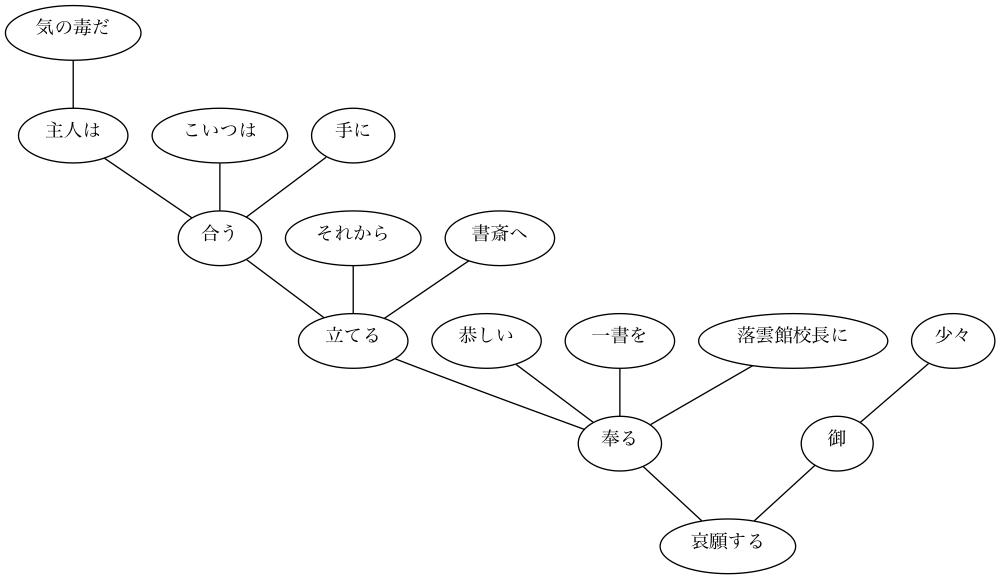 気の毒だ
主人は
こいつは
手に
合う
それから
書斎へ
立てる
恭しい
一書を
落雲館校長に
少々
奉る
御
哀願する